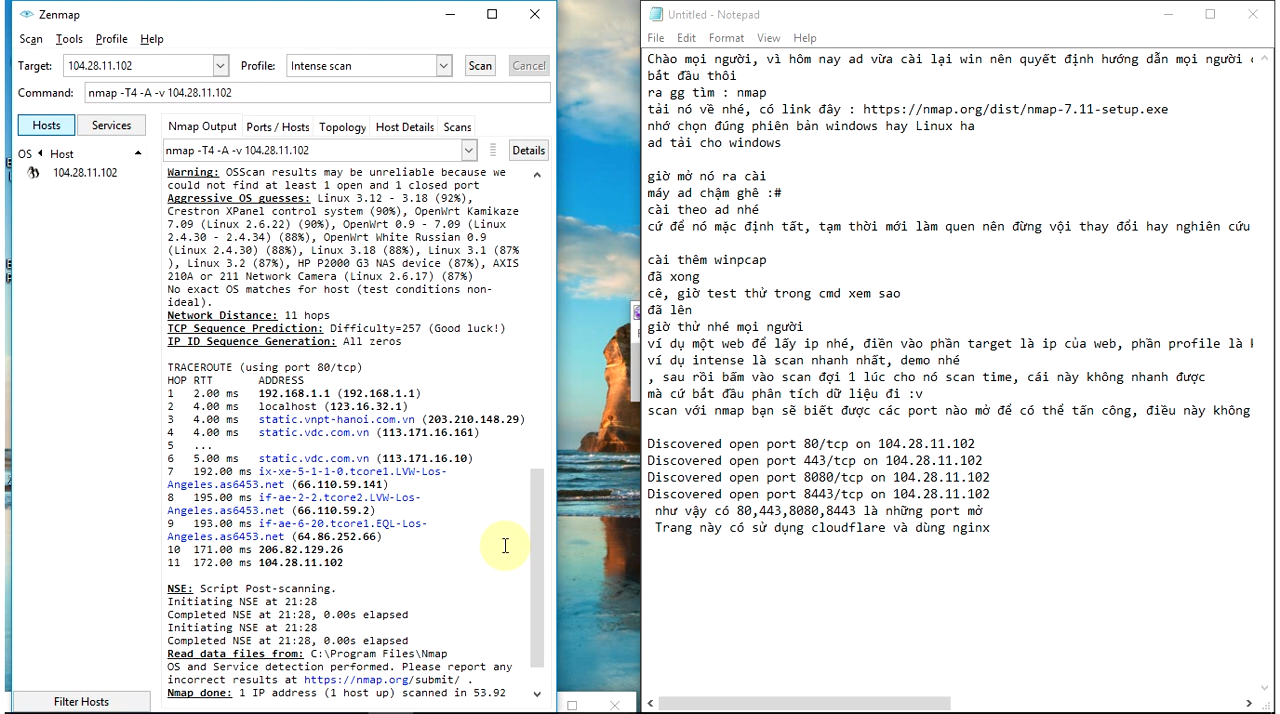 Zenmap
Scan Tools Profile Help
Target: 104.28.11.102 Profile: Intense scan Scan Cancel
Command: nmap -T4 -A -v 104.28.11.102
Hosts Services
OS Host
104.28.11.102
Filter Hosts
Nmap Output Ports / Hosts Topology Host Details Scans
nmap -T4 -A -v 104.28.11.102 Details
Warning: OSScan results may be unreliable because we
could not find at least 1 open and 1 closed port
Aggressive OS guesses: Linux 3.12 - 3.18 (92%),
Crestron XPanel control system (90%), OpenWrt Kamikaze
7.09 (Linux 2.6.22) (90%), OpenWrt 0.9 - 7.09 (Linux
2.4.30 - 2.4.34) (88%), OpenWrt White Russian 0.9
(Linux 2.4.30) (88%), Linux 3.18 (88%), Linux 3.1 (87%
), Linux 3.2 (87%), HP P2000 G3 NAS device (87%), AXIS
210A or 211 Network Camera (Linux 2.6.17) (87%)
No exact OS matches for host (test conditions non-
ideal).
Network Distance: 11 hops
TCP Sequence Prediction: Difficulty=257 (Good luck!)
IP ID Sequence Generation: All zeros
TRACEROUTE (using port 80/tcp)
HOP RTT ADDRESS
1 2.00 ms 192.168.1.1 (192.168.1.1)
2 4.00 ms localhost (123.16.32.1)
3 4.00 ms static.vnpt-hanoi.com.vn (203.210.148.29)
4 4.00 ms static.vdc.com.vn (113.171.16.161)
5 ...
6 5.00 ms static.vdc.com.vn (113.171.16.10)
7 192.00 ms ix-xe-5-1-1-0.tcore1.LVW-Los-
Angeles.as6453.net (66.110.59.141)
8 195.00 ms if-ae-2-2.tcore2.LVW-Los-
Angeles.as6453.net (66.110.59.2)
9 193.00 ms if-ae-6-20.tcore1.EQL-Los-
Angeles.as6453.net (64.86.252.66)
10 171.00 ms 206.82.129.26
11 172.00 ms 104.28.11.102
NSE: Script Post-scanning.
Initiating NSE at 21:28
Completed NSE at 21:28, 0.00s elapsed
Initiating NSE at 21:28
Completed NSE at 21:28, 0.00s elapsed
Read data files from: C:\Program Files\Nmap
OS and Service detection performed. Please report any
incorrect results at https://nmap.org/submit/ .
Nmap done: 1 IP address (1 host up) scanned in 53.92
Untitled - Notepad
File Edit Format View Help
Chào mọi người, vì hôm nay ad vừa cài lại win nên quyết định hướng dẫn mọi người
bắt đầu thôi
ra gg tìm : nmap
tải nó về nhé, có link đây : https://nmap.org/dist/nmap-7.11-setup.exe
nhớ chọn đúng phiên bản windows hay Linux ha
ad tải cho windows
giờ mở nó ra cài
máy ad chậm ghê :#
cài theo ad nhé
cứ để nó mặc định tất, tạm thời mới làm quen nên đừng vội thay đổi hay nghiên cứu
cài thêm winpcap
đã xong
cê, giờ test thử trong cmd xem sao
đã lên
giờ thử nhé mọi người
ví dụ một web để lấy ip nhé, điền vào phần target là ip của web, phần profile là
ví dụ intense là scan nhanh nhất, demo nhé
, sau rồi bấm vào scan đợi 1 lúc cho nó scan time, cái này không nhanh được
mà cứ bắt đầu phân tích dữ liệu đi :v
scan với nmap bạn sẽ biết được các port nào mở để có thể tấn công, điều này không
Discovered open port 80/tcp on 104.28.11.102
Discovered open port 443/tcp on 104.28.11.102
Discovered open port 8080/tcp on 104.28.11.102
Discovered open port 8443/tcp on 104.28.11.102
như vậy có 80,443,8080,8443 là những port mở
Trang này có sử dụng cloudflare và dùng nginx